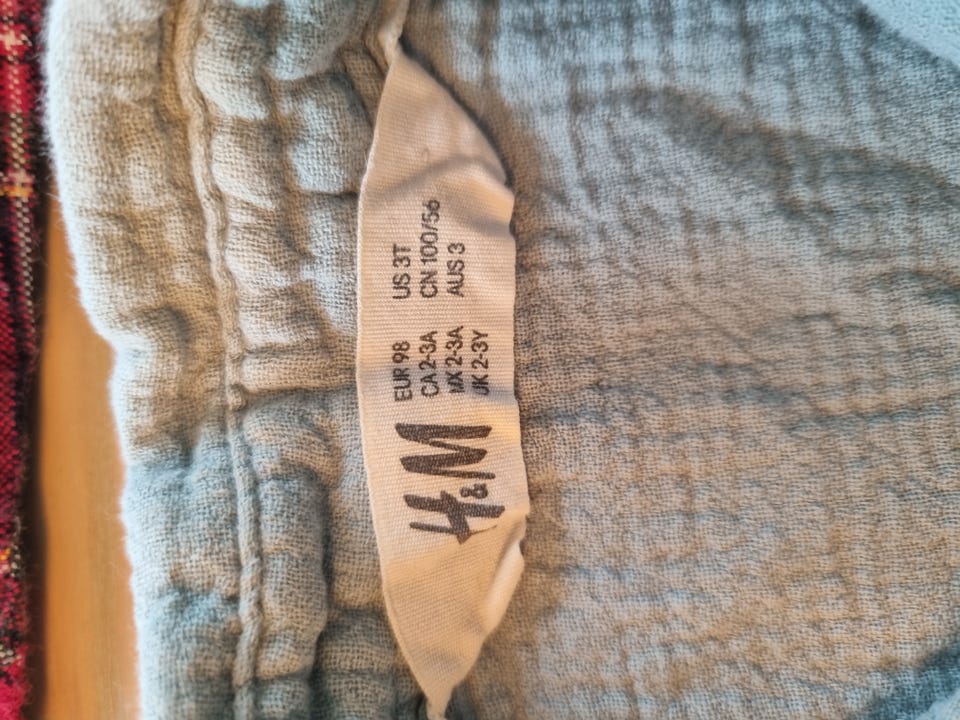 H&M
EUR 98 US 3T
CA 2-3A CN 100/56
MX 2-3A AUS 3
UK 2-3Y